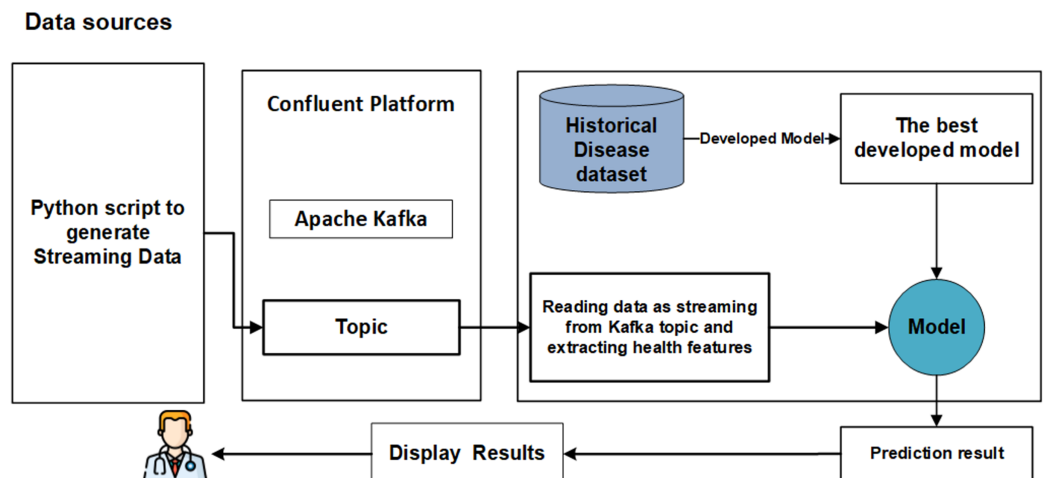 Data sources
Python script to
generate
Streaming Data
Confluent Platform
Apache Kafka
Topic
Historical
Disease
dataset
Developed Model
The best
developed model
Reading data as streaming
from Kafka topic and
extracting health features
Model
Prediction result
Display Results